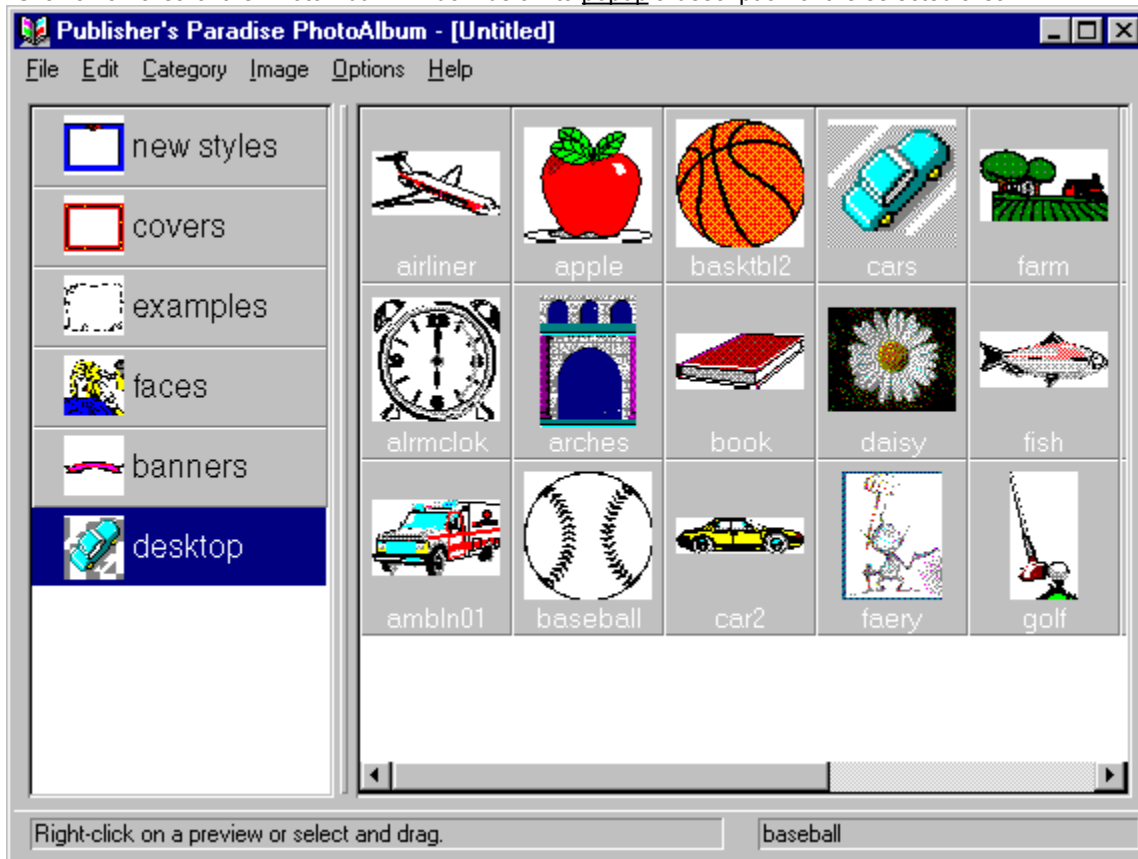 Publisher's Paradise PhotoAlbum - [Untitled]
File Edit Category Image Options Help
new styles
covers
examples
faces
banners
desktop
airliner apple basktbl2 cars farm
alrmclok arches book daisy fish
ambln01 baseball car2 faery golf
Right-click on a preview or select and drag.
baseball